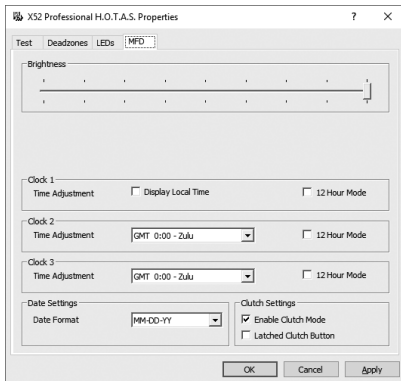 X52 Professional H.O.T.A.S. Properties ? X
Test Deadzones LEDs MFD
Brightness
Clock 1
Time Adjustment Display Local Time 12 Hour Mode
Clock 2
Time Adjustment GMT 0:00 - Zulu 12 Hour Mode
Clock 3
Time Adjustment GMT 0:00 - Zulu 12 Hour Mode
Date Settings Clutch Settings
Date Format MM-DD-YY Enable Clutch Mode
Latched Clutch Button
OK Cancel Apply